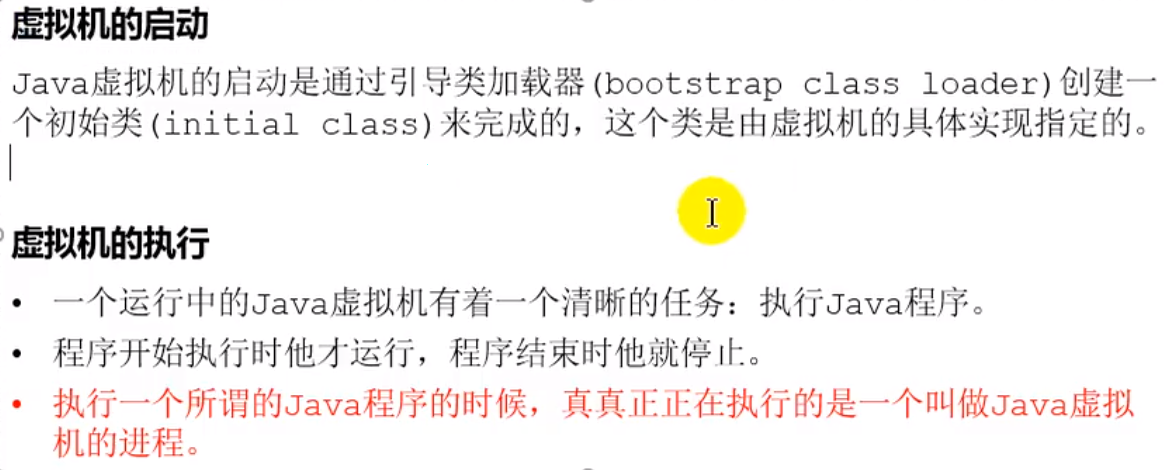 虚拟机的启动
Java虚拟机的启动是通过引导类加载器(bootstrap class loader)创建一
个初始类(initial class)来完成的，这个类是由虚拟机的具体实现指定的。
虚拟机的执行
• 一个运行中的Java虚拟机有着一个清晰的任务：执行Java程序。
• 程序开始执行时他才运行，程序结束时他就停止。
• 执行一个所谓的Java程序的时候，真真正正在执行的是一个叫做Java虚拟
机的进程。